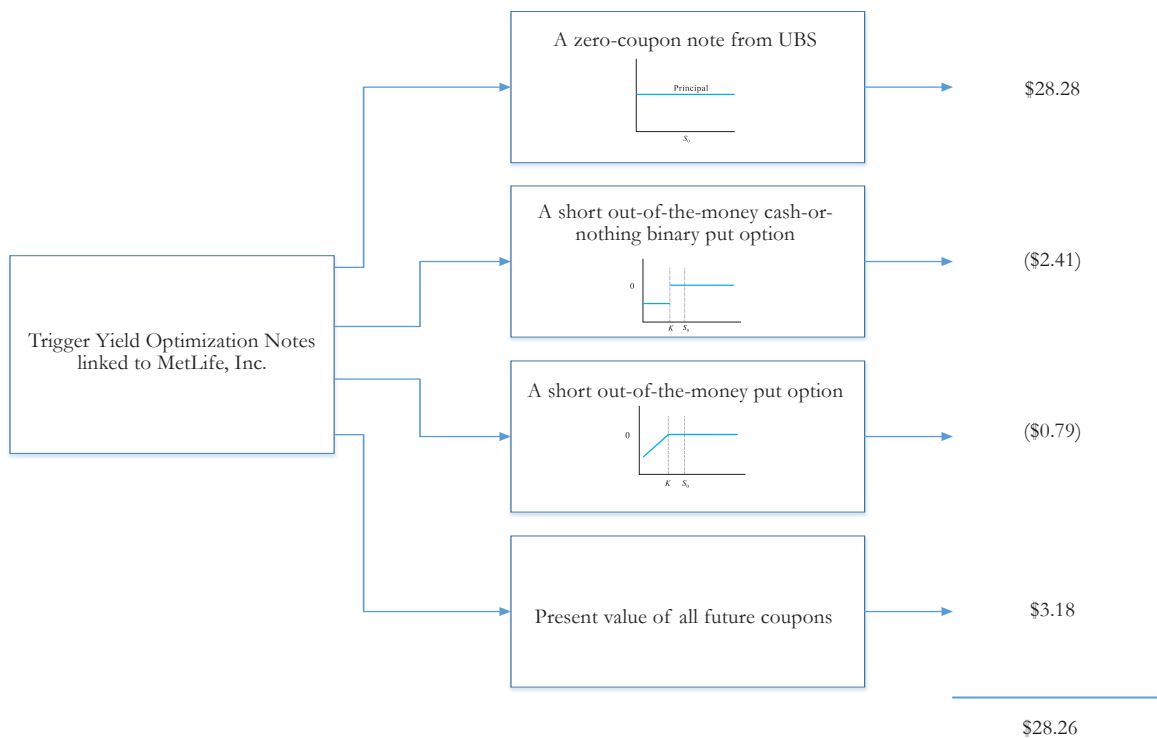 A zero-coupon note from UBS
Principal
S0
$28.28
A short out-of-the-money cash-or-
nothing binary put option
0
K S0
($2.41)
Trigger Yield Optimization Notes
linked to MetLife, Inc.
A short out-of-the-money put option
0
K S0
($0.79)
Present value of all future coupons
$3.18
$28.26